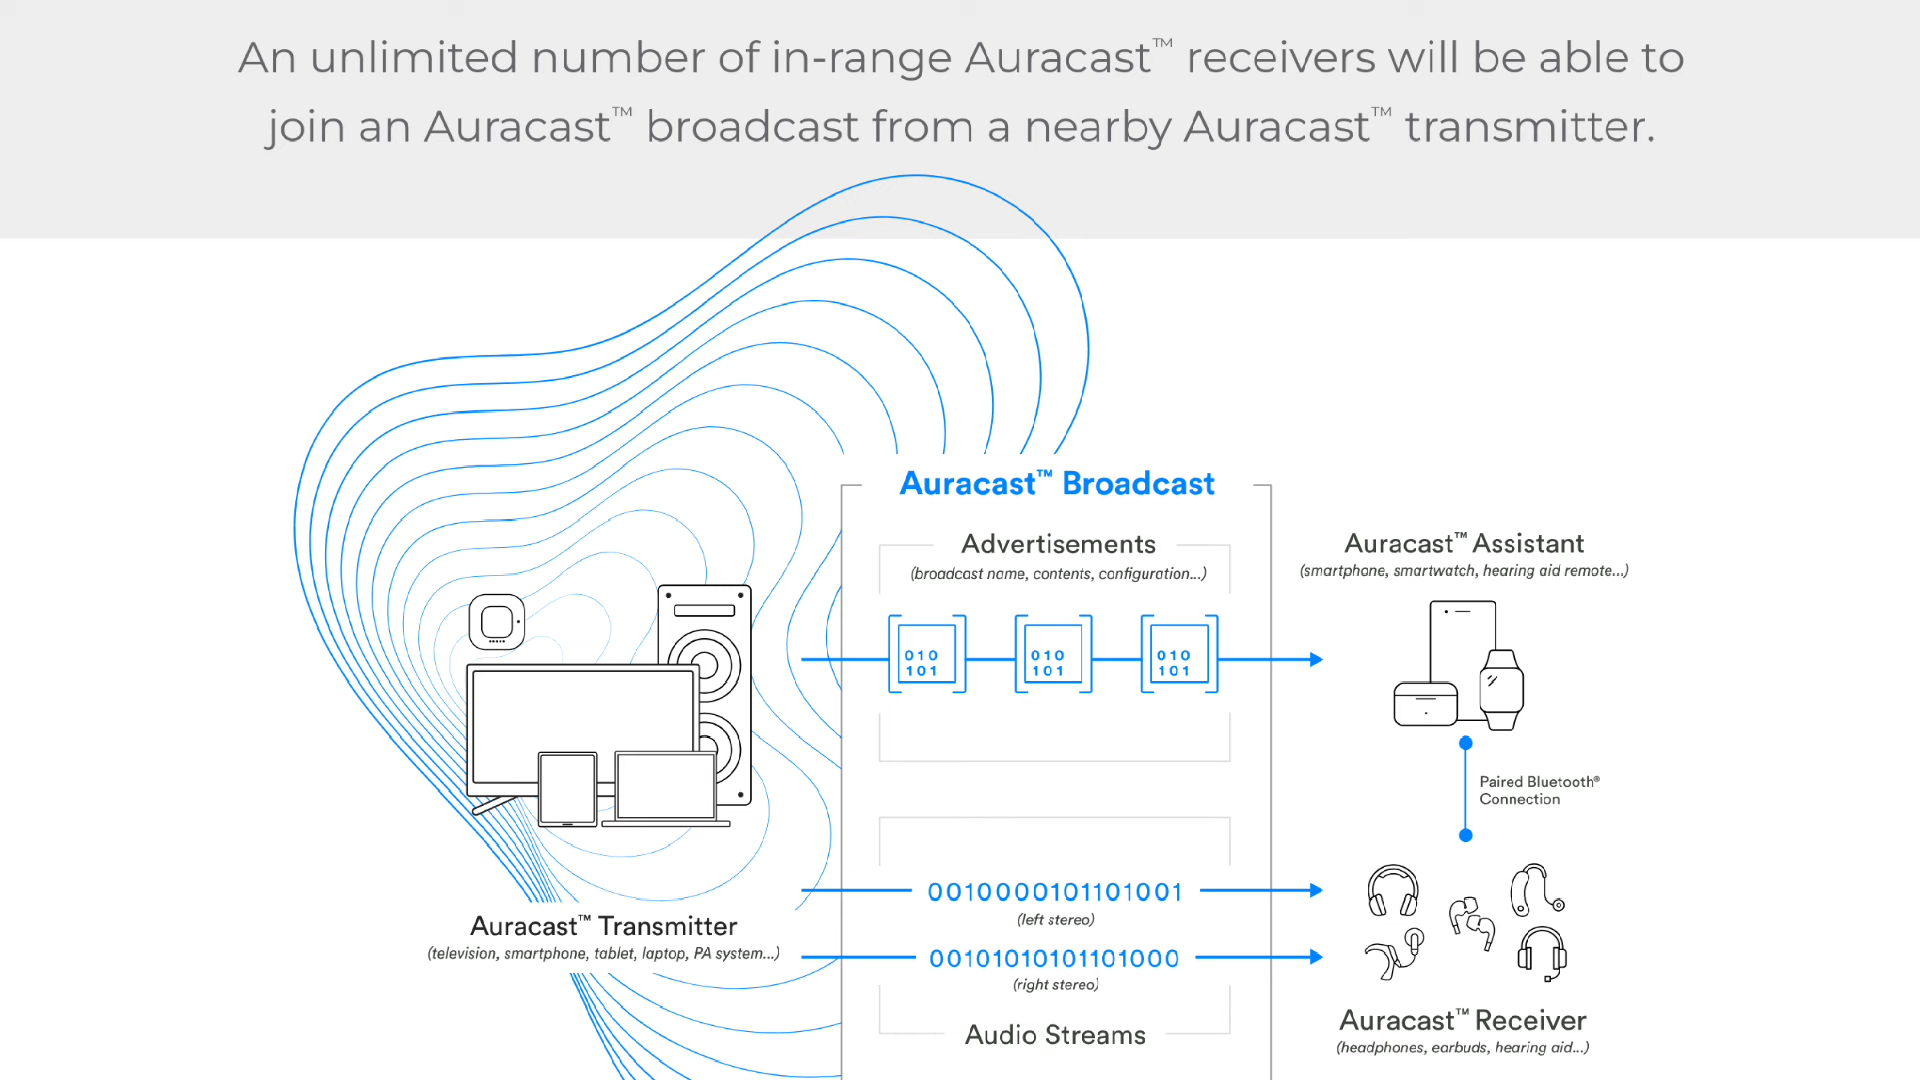 An unlimited number of in-range Auracast™ receivers will be able to
join an Auracast™ broadcast from a nearby Auracast™ transmitter.
Auracast™ Broadcast
Advertisements
(broadcast name, contents, configuration...)
010
101
010
101
010
101
Auracast™ Assistant
(smartphone, smartwatch, hearing aid remote...)
Paired Bluetooth®
Connection
Auracast™ Transmitter
(television, smartphone, tablet, laptop, PA system...)
0010000101101001
(left stereo)
00101010101101000
(right stereo)
Audio Streams
Auracast™ Receiver
(headphones, earbuds, hearing aid...)